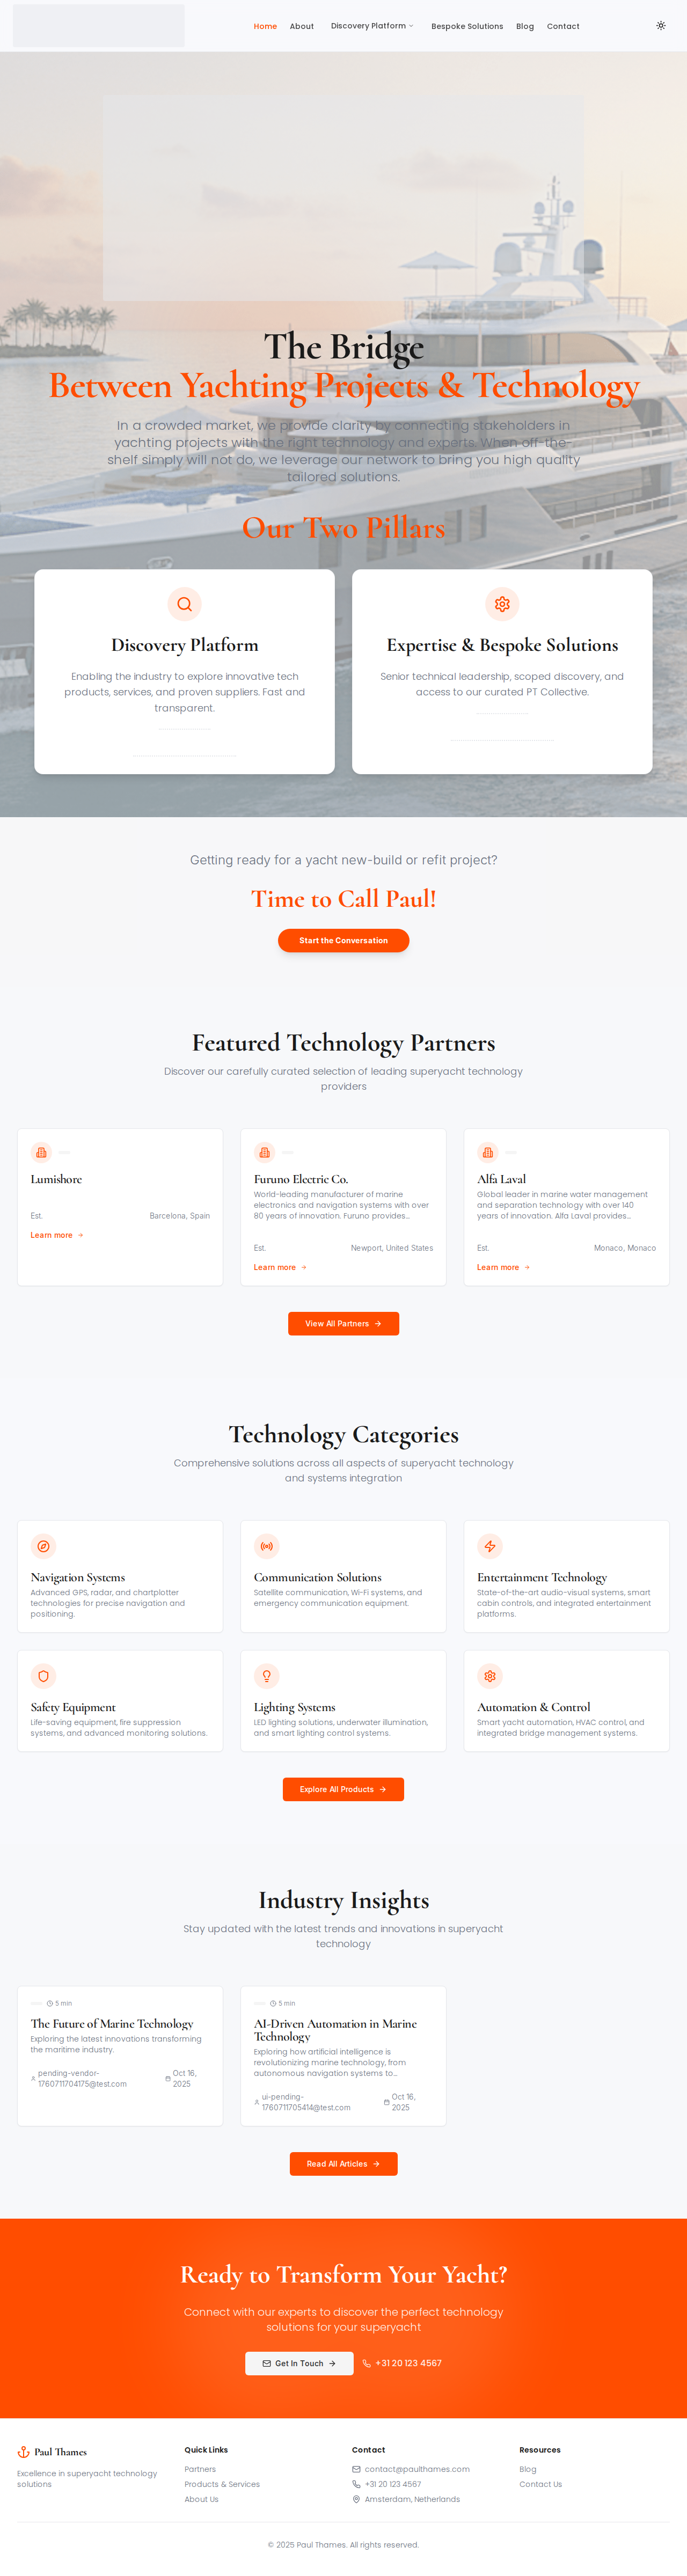 Home About Discovery Platform Bespoke Solutions Blog Contact
The Bridge
Between Yachting Projects & Technology
In a crowded market, we provide clarity by connecting stakeholders in
yachting projects with the right technology and experts. When off-the-
shelf simply will not do, we leverage our network to bring you high quality
tailored solutions.
Our Two Pillars
Discovery Platform
Enabling the industry to explore innovative tech
products, services, and proven suppliers. Fast and
transparent.
Expertise & Bespoke Solutions
Senior technical leadership, scoped discovery, and
access to our curated PT Collective.
Getting ready for a yacht new-build or refit project?
Time to Call Paul!
Start the Conversation
Featured Technology Partners
Discover our carefully curated selection of leading superyacht technology
providers
Lumishore
Est. Barcelona, Spain
Learn more
Furuno Electric Co.
World-leading manufacturer of marine
electronics and navigation systems with over
80 years of innovation. Furuno provides...
Est. Newport, United States
Learn more
Alfa Laval
Global leader in marine water management
and separation technology with over 140
years of innovation. Alfa Laval provides...
Est. Monaco, Monaco
Learn more
View All Partners
Technology Categories
Comprehensive solutions across all aspects of superyacht technology
and systems integration
Navigation Systems
Advanced GPS, radar, and chartplotter
technologies for precise navigation and
positioning.
Communication Solutions
Satellite communication, Wi-Fi systems, and
emergency communication equipment.
Entertainment Technology
State-of-the-art audio-visual systems, smart
cabin controls, and integrated entertainment
platforms.
Safety Equipment
Life-saving equipment, fire suppression
systems, and advanced monitoring solutions.
Lighting Systems
LED lighting solutions, underwater illumination,
and smart lighting control systems.
Automation & Control
Smart yacht automation, HVAC control, and
integrated bridge management systems.
Explore All Products
Industry Insights
Stay updated with the latest trends and innovations in superyacht
technology
5 min
The Future of Marine Technology
Exploring the latest innovations transforming
the maritime industry.
pending-vendor-
1760711704175@test.com
Oct 16,
2025
5 min
AI-Driven Automation in Marine
Technology
Exploring how artificial intelligence is
revolutionizing marine technology, from
autonomous navigation systems to...
ui-pending-
1760711705414@test.com
Oct 16,
2025
Read All Articles
Ready to Transform Your Yacht?
Connect with our experts to discover the perfect technology
solutions for your superyacht
Get In Touch
+31 20 123 4567
Paul Thames
Excellence in superyacht technology
solutions
Quick Links
Partners
Products & Services
About Us
Contact
contact@paulthames.com
+31 20 123 4567
Amsterdam, Netherlands
Resources
Blog
Contact Us
© 2025 Paul Thames. All rights reserved.